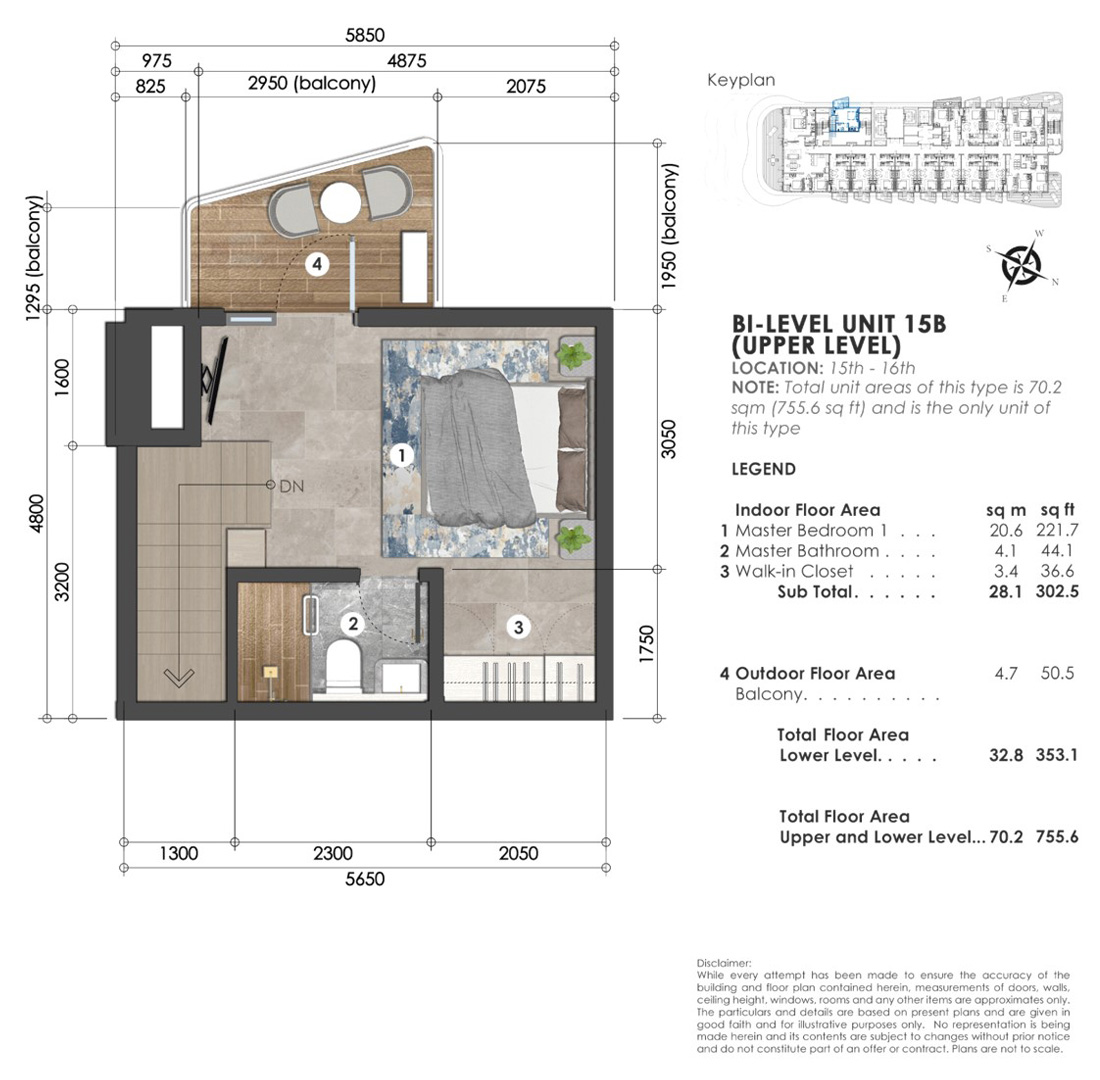 5850
975 4875
825 2950 (balcony) 2075
1295 (balcony)
1600
4800
3200
1950 (balcony)
3050
1750
4
1
DN
2
3
1300 2300 2050
5650
Keyplan
W
S
N
E
BI-LEVEL UNIT 15B
(UPPER LEVEL)
LOCATION: 15th - 16th
NOTE: Total unit areas of this type is 70.2
sqm (755.6 sq ft) and is the only unit of
this type
LEGEND
Indoor Floor Area sq m sq ft
1 Master Bedroom 1 . . . 20.6 221.7
2 Master Bathroom . . . . 4.1 44.1
3 Walk-in Closet . . . . . 3.4 36.6
Sub Total. . . . . . 28.1 302.5
4 Outdoor Floor Area 4.7 50.5
Balcony. . . . . . . . . .
Total Floor Area
Lower Level. . . . . 32.8 353.1
Total Floor Area
Upper and Lower Level... 70.2 755.6
Disclaimer:
While every attempt has been made to ensure the accuracy of the
building and floor plan contained herein, measurements of doors, walls,
ceiling height, windows, rooms and any other items are approximates only.
The particulars and details are based on present plans and are given in
good faith and for illustrative purposes only. No representation is being
made herein and its contents are subject to changes without prior notice
and do not constitute part of an offer or contract. Plans are not to scale.